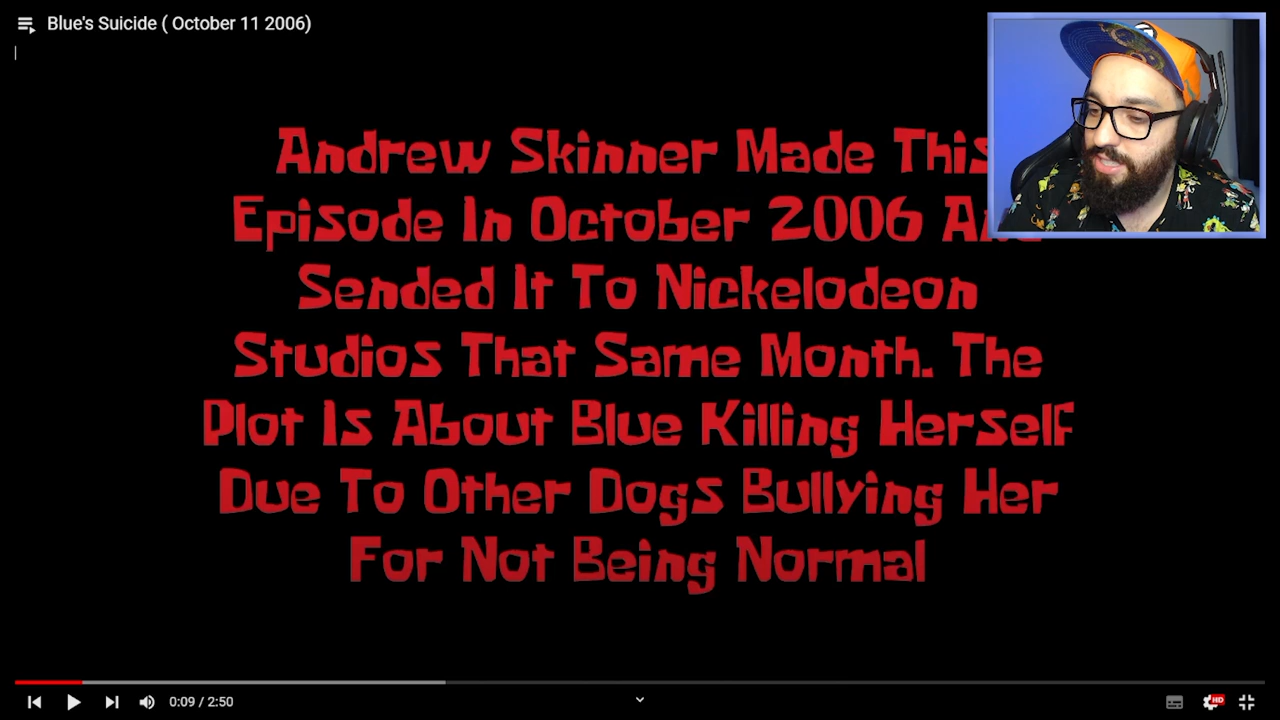 Blue's Suicide ( October 11 2006)
Andrew Skinner Made This
Episode In October 2006 And
Sended It To Nickelodeon
Studios That Same Month. The
Plot Is About Blue Killing Herself
Due To Other Dogs Bullying Her
For Not Being Normal
0:09 / 2:50
HD